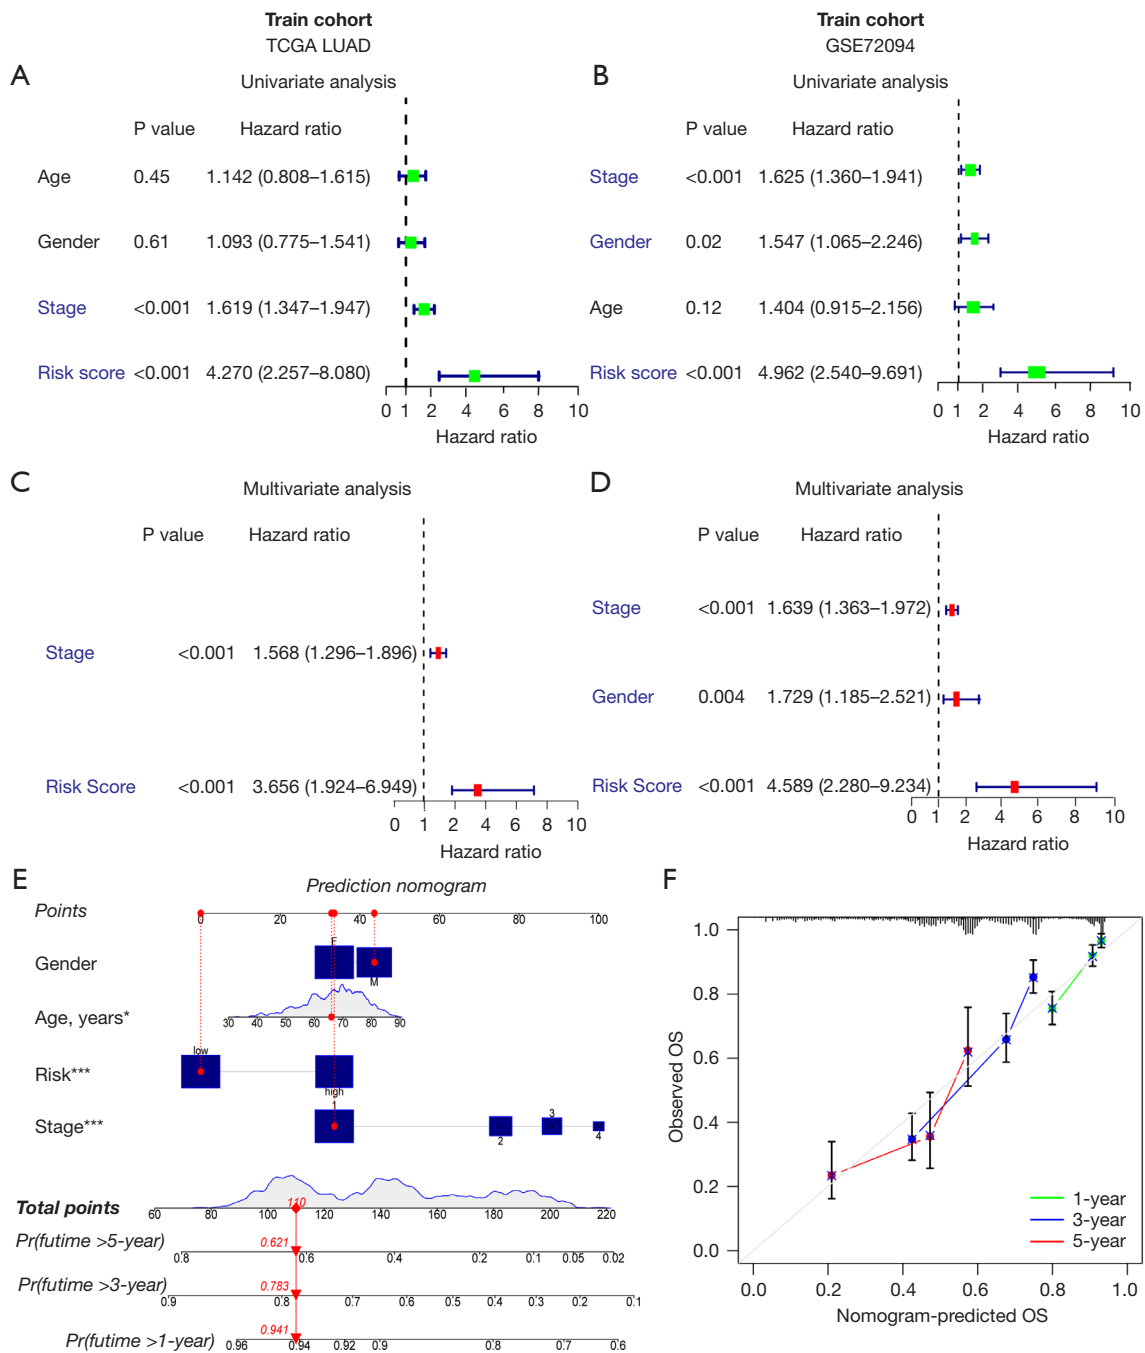 Train cohort
TCGA LUAD
Train cohort
GSE72094
A
Univariate analysis
P value Hazard ratio
Age 0.45 1.142 (0.808–1.615)
Gender 0.61 1.093 (0.775–1.541)
Stage <0.001 1.619 (1.347–1.947)
Risk score <0.001 4.270 (2.257–8.080)
0 1 2 4 6 8 10
Hazard ratio
B
Univariate analysis
P value Hazard ratio
Stage <0.001 1.625 (1.360–1.941)
Gender 0.02 1.547 (1.065–2.246)
Age 0.12 1.404 (0.915–2.156)
Risk score <0.001 4.962 (2.540–9.691)
0 1 2 4 6 8 10
Hazard ratio
C
Multivariate analysis
P value Hazard ratio
Stage <0.001 1.568 (1.296–1.896)
Risk Score <0.001 3.656 (1.924–6.949)
0 1 2 4 6 8 10
Hazard ratio
D
Multivariate analysis
P value Hazard ratio
Stage <0.001 1.639 (1.363–1.972)
Gender 0.004 1.729 (1.185–2.521)
Risk Score <0.001 4.589 (2.280–9.234)
0 1 2 4 6 8 10
Hazard ratio
E
Prediction nomogram
Points
0 20 40 60 80 100
F
Gender
M
Age, years*
30 40 50 60 70 80 90
low
Risk***
high
1
Stage***
3
2
4
110
Total points
60 80 100 120 140 160 180 200 220
0.621
Pr(futime >5-year)
0.8 0.6 0.4 0.2 0.1 0.05 0.02
0.783
Pr(futime >3-year)
0.9 0.8 0.7 0.6 0.5 0.4 0.3 0.2 0.1
0.941
Pr(futime >1-year)
0.96 0.94 0.92 0.9 0.8 0.7 0.6
F
Observed OS
1.0
0.8
0.6
0.4
0.2
0.0
1-year
3-year
5-year
0.0 0.2 0.4 0.6 0.8 1.0
Nomogram-predicted OS